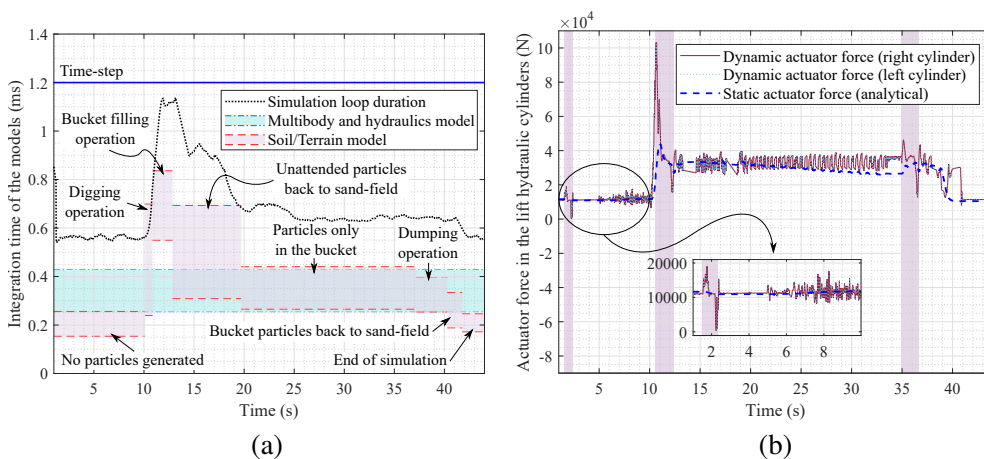 1.4
1.2
1
0.8
0.6
0.4
0.2
0
Integration time of the models (ms)
Time-step
Simulation loop duration
Multibody and hydraulics model
Soil/Terrain model
Bucket filling
operation
Digging
operation
Unattended particles
back to sand-field
Particles only
in the bucket
Dumping
operation
Bucket particles back to sand-field
No particles generated
End of simulation
5 10 15 20 25 30 35 40
Time (s)
(a)
×10⁴
10
8
6
4
2
0
-2
-4
-6
-8
Actuator force in the left hydraulic cylinders (N)
Dynamic actuator force (right cylinder)
Dynamic actuator force (left cylinder)
Static actuator force (analytical)
20000
10000
0
2 4 6 8
5 10 15 20 25 30 35 40
Time (s)
(b)